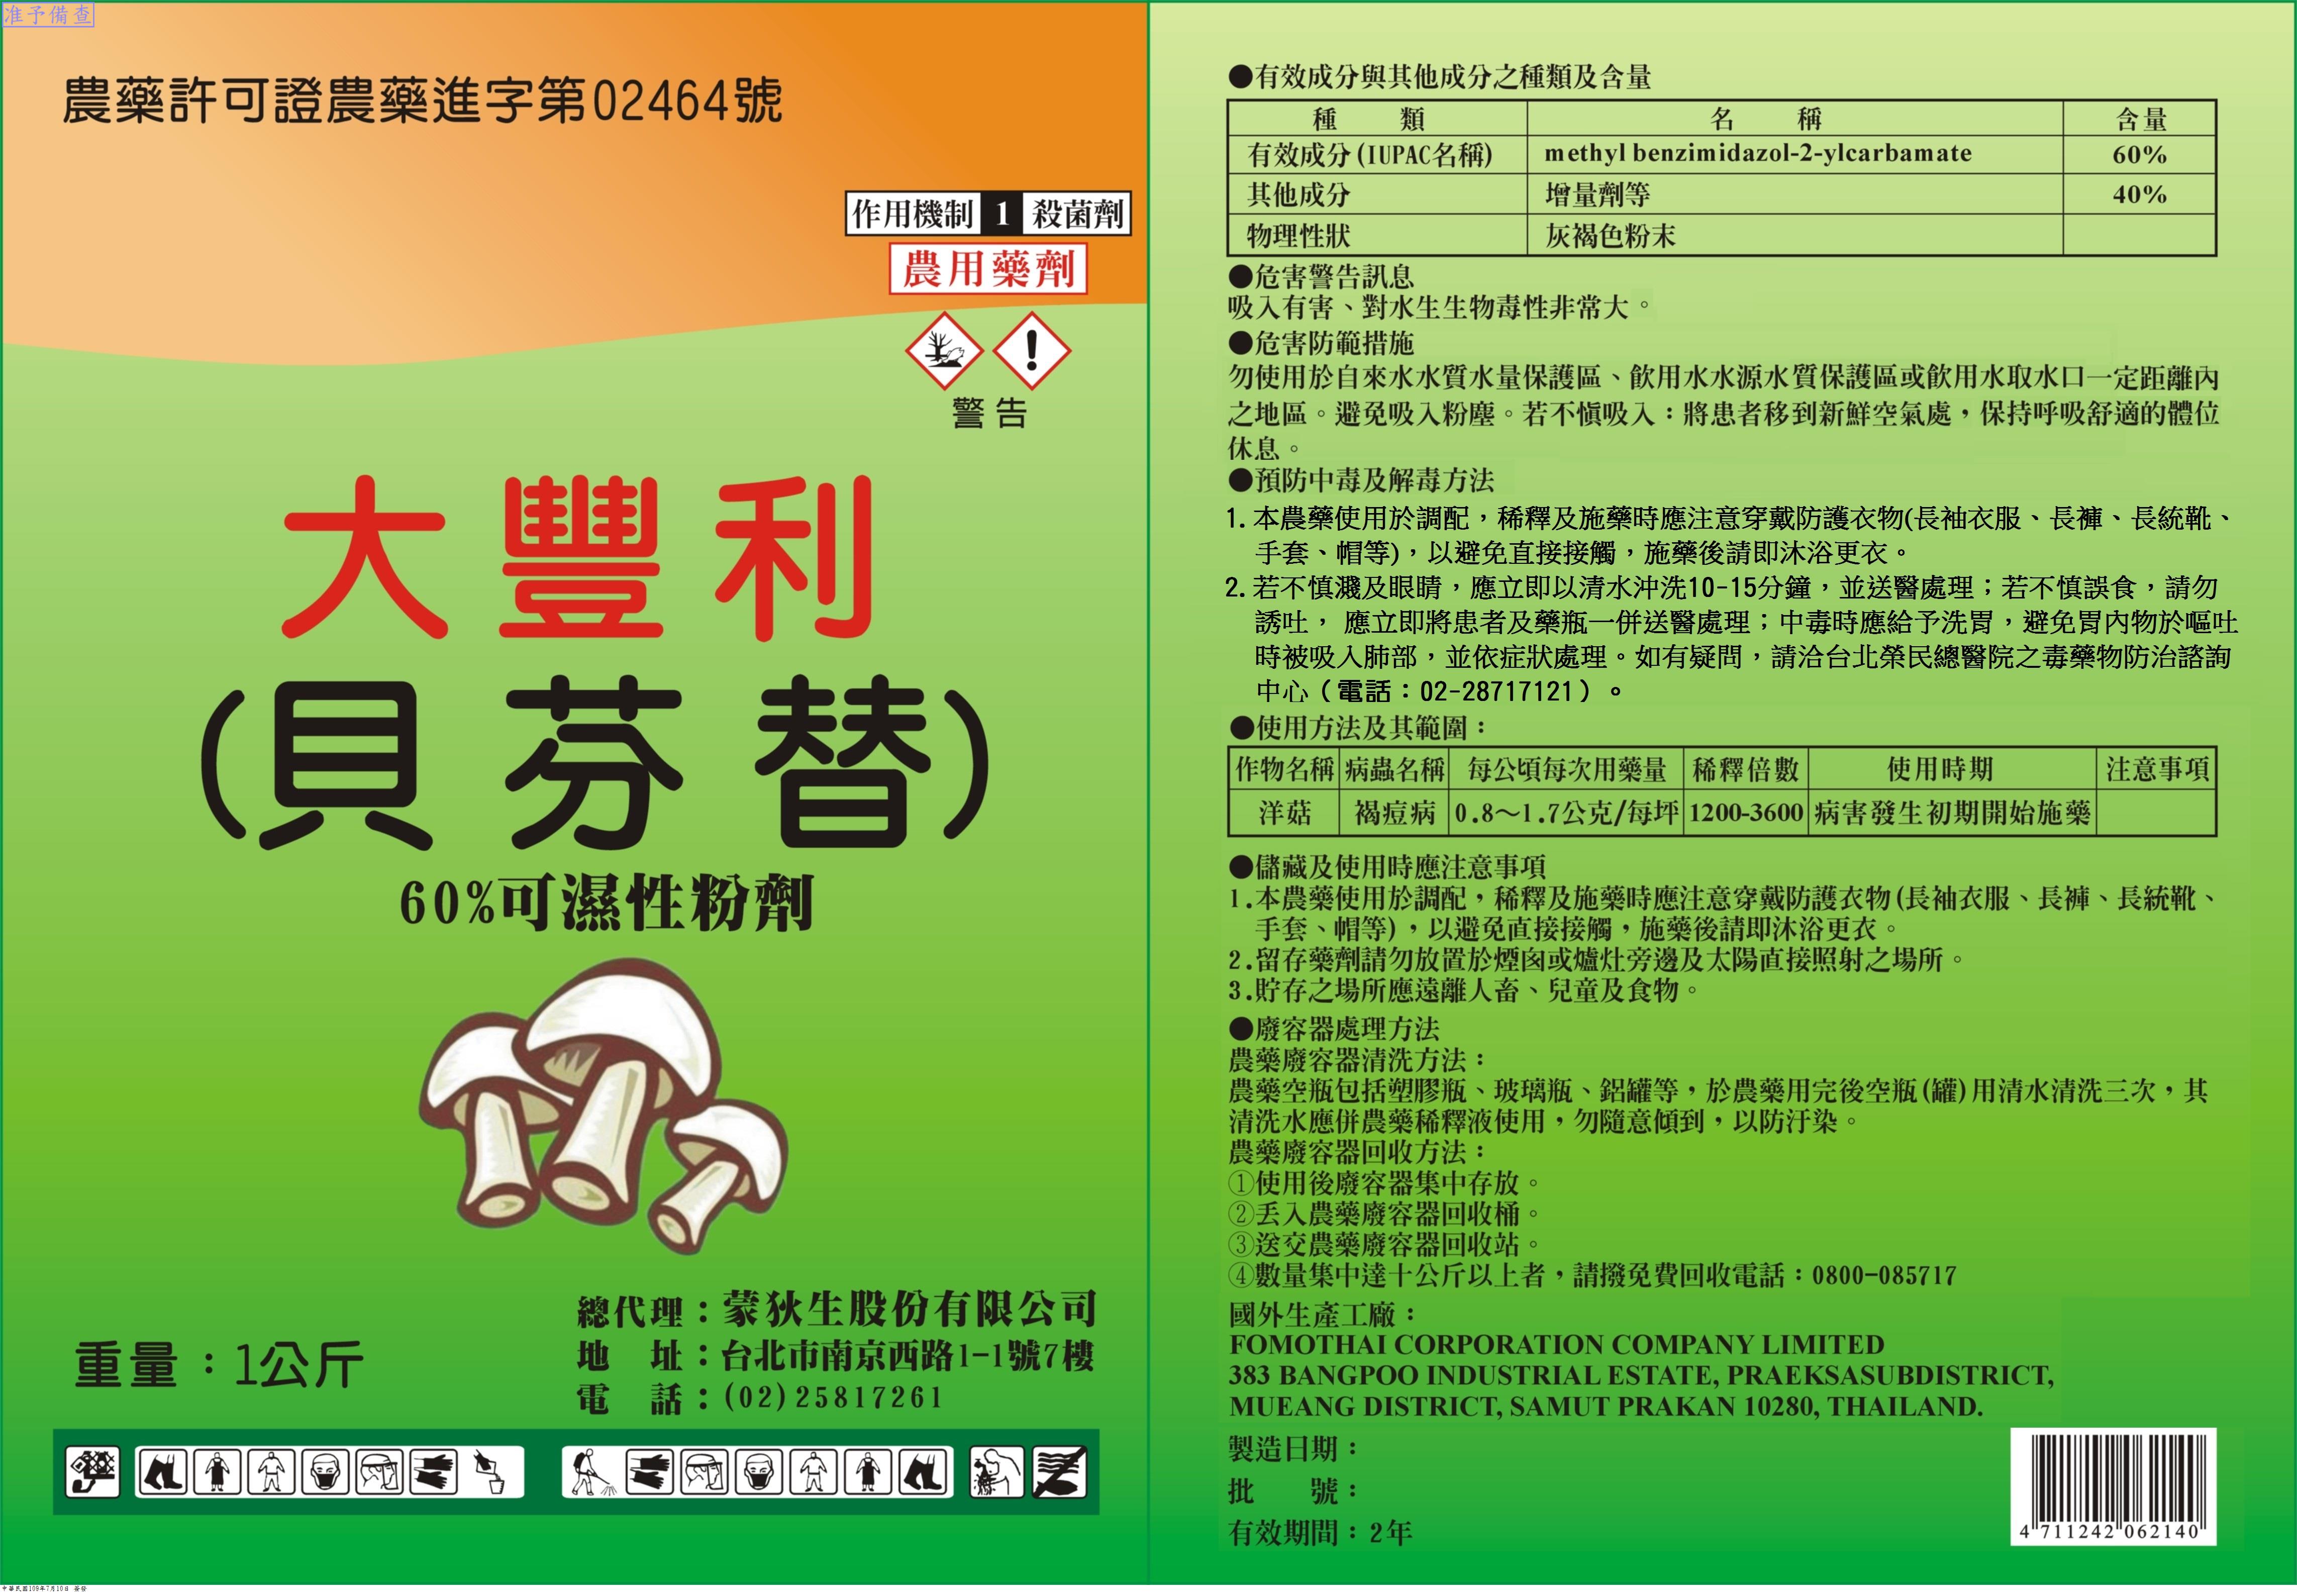 准予備查
農藥許可證農藥進字第02464號
作用機制 1 殺菌劑
農用藥劑
警告
大豐利
(貝芬替)
60%可濕性粉劑
總代理：蒙狄生股份有限公司
地　址：台北市南京西路1-1號7樓
電　話：(02)25817261
重量：1公斤
●有效成分與其他成分之種類及含量
種　類 名　稱 含量
有效成分(IUPAC名稱) methyl benzimidazol-2-ylcarbamate 60%
其他成分 增量劑等 40%
物理性狀 灰褐色粉末
●危害警告訊息
吸入有害、對水生生物毒性非常大。
●危害防範措施
勿使用於自來水水質水量保護區、飲用水水源水質保護區或飲用水取水口一定距離內
之地區。避免吸入粉塵。若不慎吸入：將患者移到新鮮空氣處，保持呼吸舒適的體位
休息。
●預防中毒及解毒方法
1. 本農藥使用於調配，稀釋及施藥時應注意穿戴防護衣物(長袖衣服、長褲、長統靴、
手套、帽等)，以避免直接接觸，施藥後請即沐浴更衣。
2. 若不慎濺及眼睛，應立即以清水沖洗10-15分鐘，並送醫處理；若不慎誤食，請勿
誘吐， 應立即將患者及藥瓶一併送醫處理；中毒時應給予洗胃，避免胃內物於嘔吐
時被吸入肺部，並依症狀處理。如有疑問，請洽台北榮民總醫院之毒藥物防治諮詢
中心（電話：02-28717121）。
●使用方法及其範圍：
作物名稱 病蟲名稱 每公頃每次用藥量 稀釋倍數 使用時期 注意事項
洋菇 褐痘病 0.8～1.7公克/每坪 1200-3600 病害發生初期開始施藥
●儲藏及使用時應注意事項
1.本農藥使用於調配，稀釋及施藥時應注意穿戴防護衣物(長袖衣服、長褲、長統靴、
手套、帽等)，以避免直接接觸，施藥後請即沐浴更衣。
2.留存藥劑請勿放置於煙囪或爐灶旁邊及太陽直接照射之場所。
3.貯存之場所應遠離人畜、兒童及食物。
●廢容器處理方法
農藥廢容器清洗方法：
農藥空瓶包括塑膠瓶、玻璃瓶、鋁罐等，於農藥用完後空瓶(罐)用清水清洗三次，其
清洗水應併農藥稀釋液使用，勿隨意傾到，以防汙染。
農藥廢容器回收方法：
①使用後廢容器集中存放。
②丟入農藥廢容器回收桶。
③送交農藥廢容器回收站。
④數量集中達十公斤以上者，請撥免費回收電話：0800-085717
國外生產工廠：
FOMOTHAI CORPORATION COMPANY LIMITED
383 BANGPOO INDUSTRIAL ESTATE, PRAEKSASUBDISTRICT,
MUEANG DISTRICT, SAMUT PRAKAN 10280, THAILAND.
製造日期：
批　號：
有效期間：2年
4 711242 062140
中華民國109年7月10日 簽發